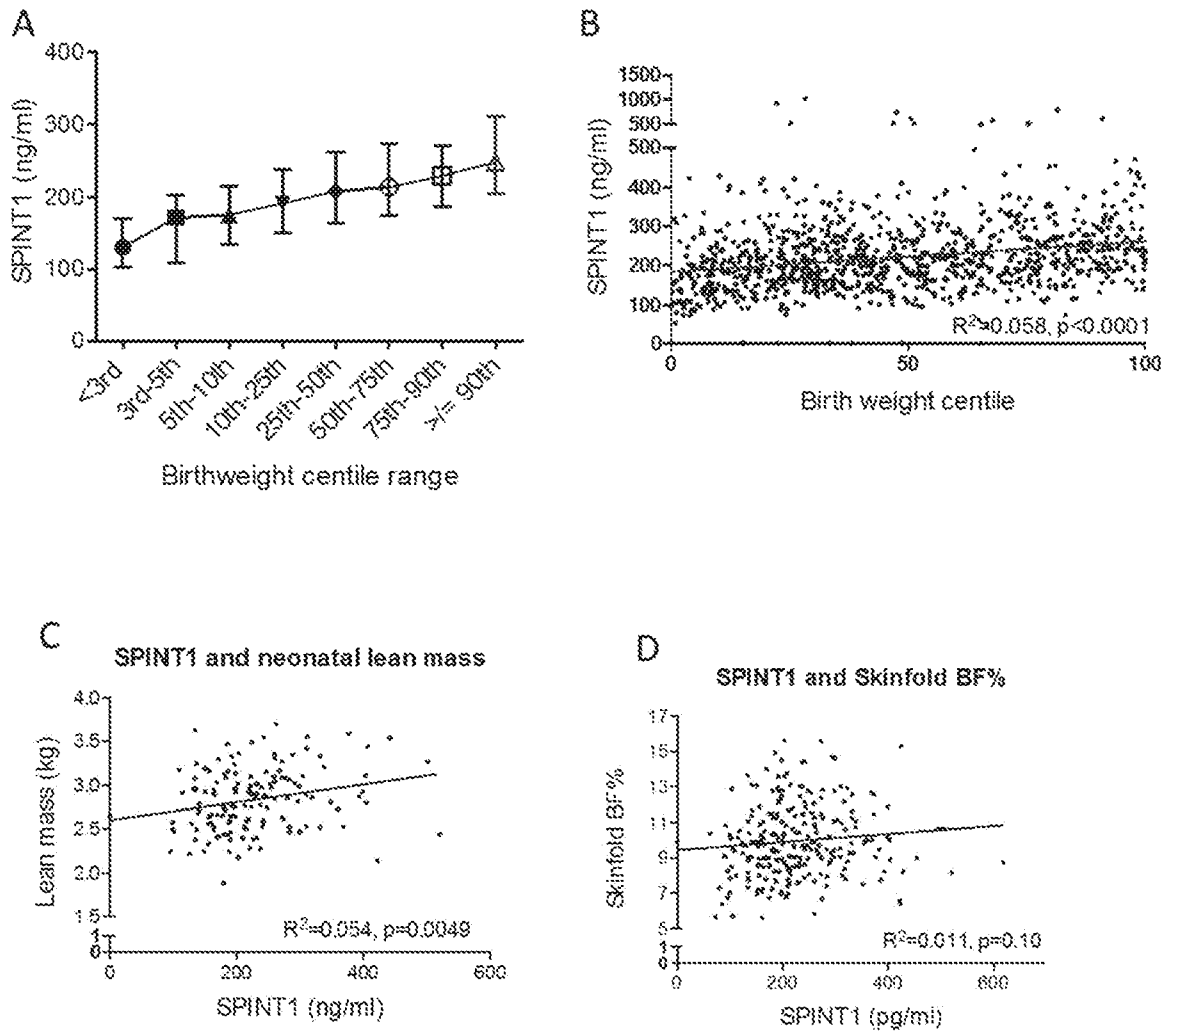 A
400
300
200
100
0
SPINT1 (ng/ml)
<3rd
3rd-5th
5th-10th
10th-25th
25th-50th
50th-75th
75th-90th
>/= 90th
Birthweight centile range
B
1500
1000
500
500
400
300
200
100
0
SPINT1 (ng/ml)
R²=0.058, p<0.0001
0
50
100
Birth weight centile
C
SPINT1 and neonatal lean mass
4.0
3.5
3.0
2.5
2.0
1.5
1
0
Lean mass (kg)
R²=0.054, p=0.0049
0
200
400
600
SPINT1 (ng/ml)
D
SPINT1 and Skinfold BF%
17
15
13
11
9
7
5
1
0
Skinfold BF%
R²=0.011, p=0.10
0
200
400
600
SPINT1 (pg/ml)